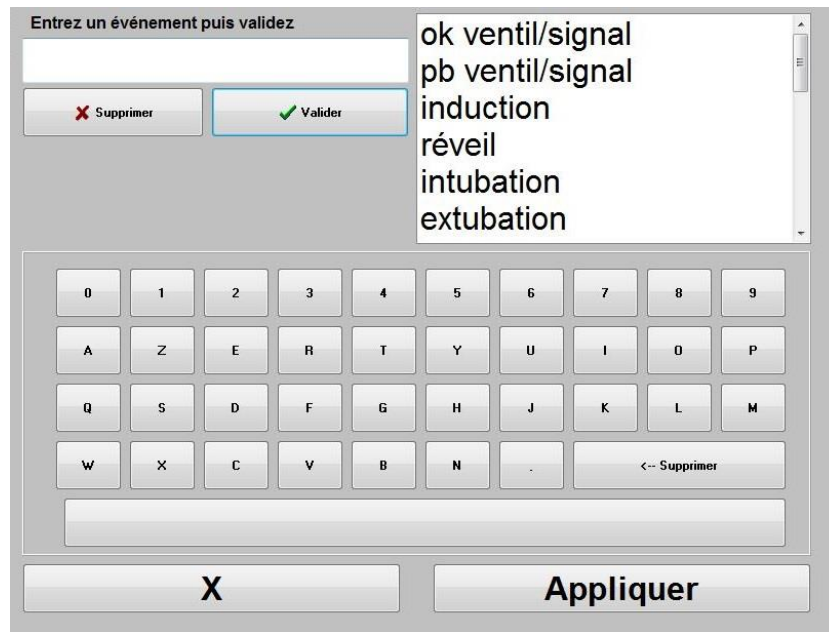 Entrez un événement puis validez
Supprimer
Valider
ok ventil/signal
pb ventil/signal
induction
réveil
intubation
extubation
0 1 2 3 4 5 6 7 8 9
A Z E R T Y U I O P
Q S D F G H J K L M
W X C V B N . <-- Supprimer
X
Appliquer